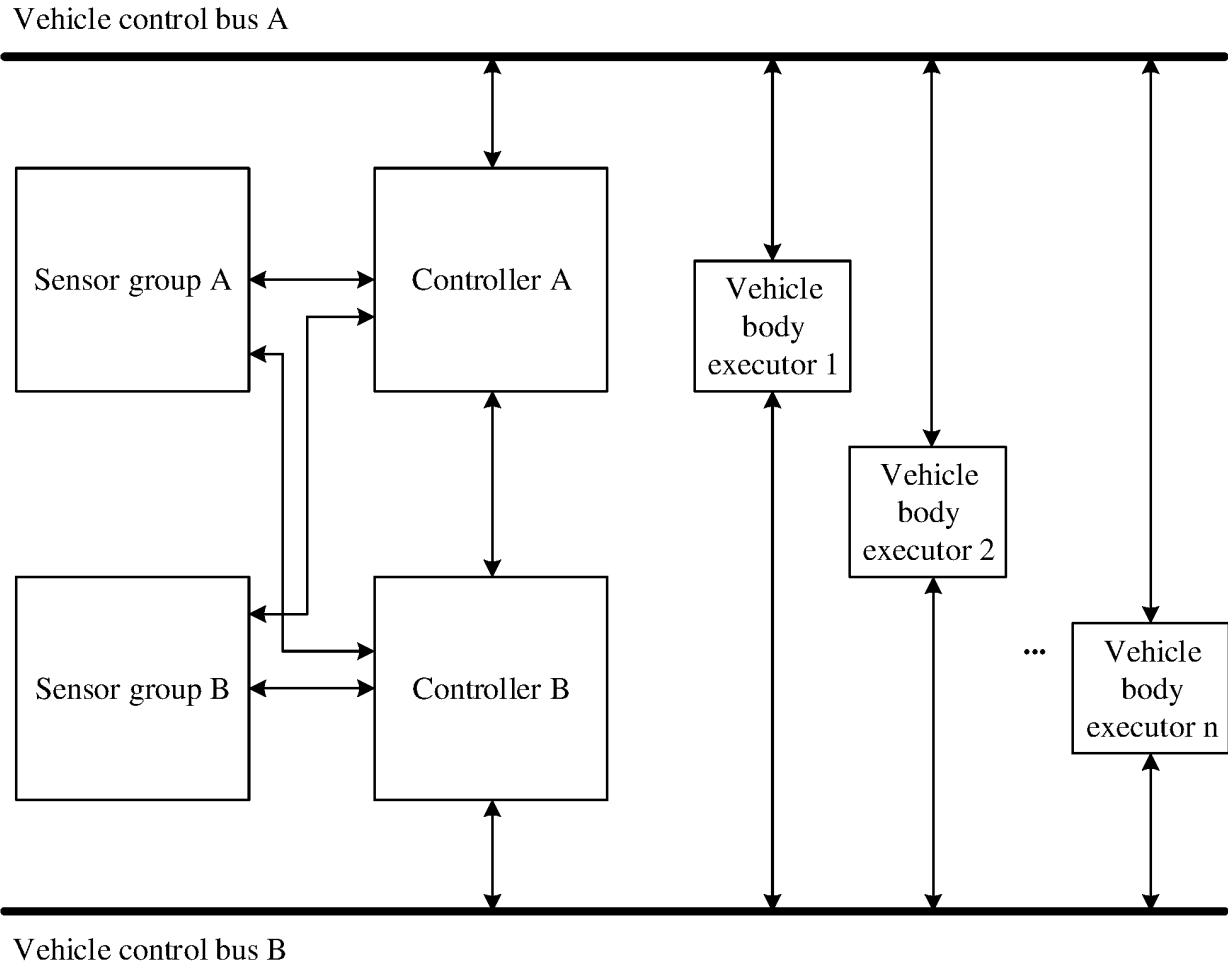 Vehicle control bus A
Sensor group A
Controller A
Vehicle
body
executor 1
Vehicle
body
executor 2
...
Vehicle
body
executor n
Sensor group B
Controller B
Vehicle control bus B